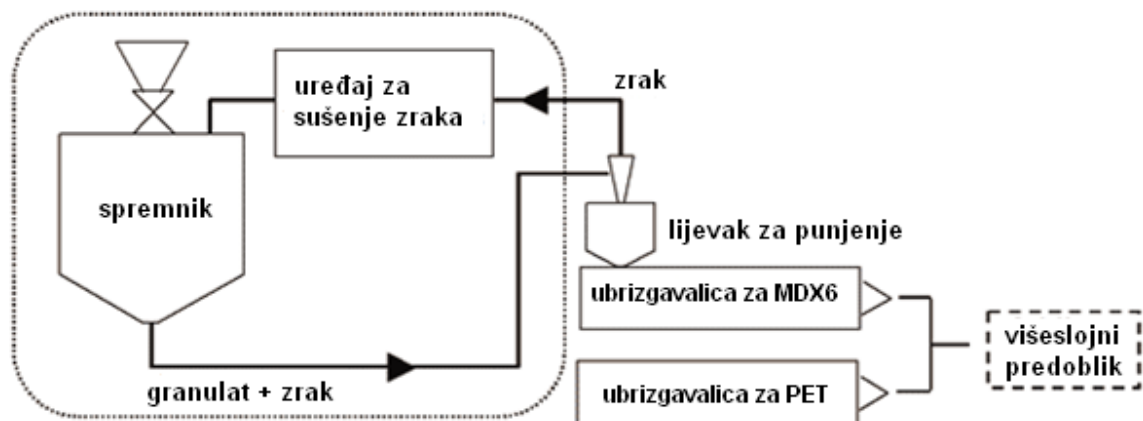 uređaj za
sušenje zraka
zrak
spremnik
lijevak za punjenje
ubrizgavalica za MDX6
višeslojni
predoblik
granulat + zrak
ubrizgavalica za PET